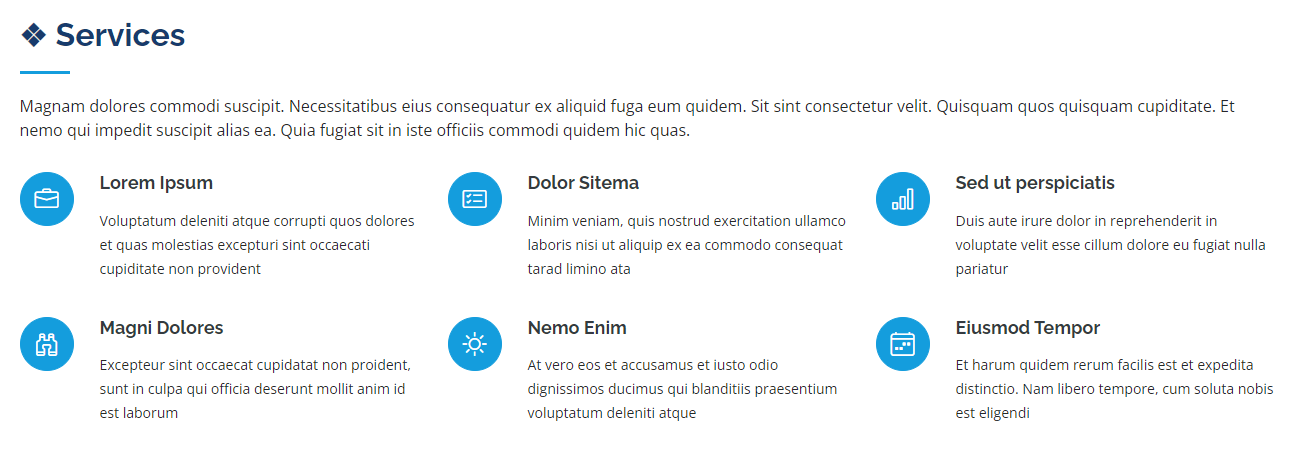 ❖ Services
Magnam dolores commodi suscipit. Necessitatibus eius consequatur ex aliquid fuga eum quidem. Sit sint consectetur velit. Quisquam quos quisquam cupiditate. Et
nemo qui impedit suscipit alias ea. Quia fugiat sit in iste officiis commodi quidem hic quas.
Lorem Ipsum
Voluptatum deleniti atque corrupti quos dolores
et quas molestias excepturi sint occaecati
cupiditate non provident
Dolor Sitema
Minim veniam, quis nostrud exercitation ullamco
laboris nisi ut aliquip ex ea commodo consequat
tarad limino ata
Sed ut perspiciatis
Duis aute irure dolor in reprehenderit in
voluptate velit esse cillum dolore eu fugiat nulla
pariatur
Magni Dolores
Excepteur sint occaecat cupidatat non proident,
sunt in culpa qui officia deserunt mollit anim id
est laborum
Nemo Enim
At vero eos et accusamus et iusto odio
dignissimos ducimus qui blanditiis praesentium
voluptatum deleniti atque
Eiusmod Tempor
Et harum quidem rerum facilis est et expedita
distinctio. Nam libero tempore, cum soluta nobis
est eligendi